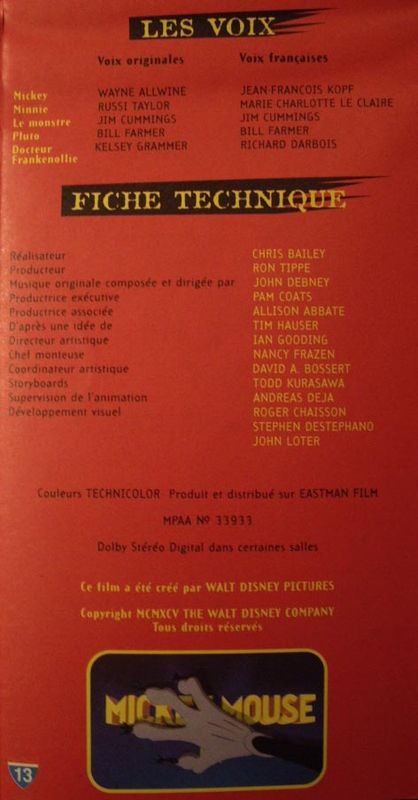 LES VOIX
Voix originales Voix françaises
Mickey WAYNE ALLWINE JEAN-FRANCOIS KOPF
Minnie RUSSI TAYLOR MARIE CHARLOTTE LE CLAIRE
Le monstre JIM CUMMINGS JIM CUMMINGS
Pluto BILL FARMER BILL FARMER
Docteur KELSEY GRAMMER RICHARD DARBOIS
Frankenollie
FICHE TECHNIQUE
Réalisateur CHRIS BAILEY
Producteur RON TIPPE
Musique originale composée et dirigée par JOHN DEBNEY
Productrice exécutive PAM COATS
Productrice associée ALLISON ABBATE
D'après une idée de TIM HAUSER
Directeur artistique IAN GOODING
Chef monteuse NANCY FRAZEN
Coordinateur artistique DAVID A. BOSSERT
Storyboards TODD KURASAWA
Supervision de l'animation ANDREAS DEJA
Développement visuel ROGER CHAISSON
STEPHEN DESTEPHANO
JOHN LOTER
Couleurs TECHNICOLOR Produit et distribué sur EASTMAN FILM
MPAA Nº 33933
Dolby Stéréo Digital dans certaines salles
Ce film a été créé par WALT DISNEY PICTURES
Copyright MCMXCV THE WALT DISNEY COMPANY
Tous droits réservés
MICKEY MOUSE
13